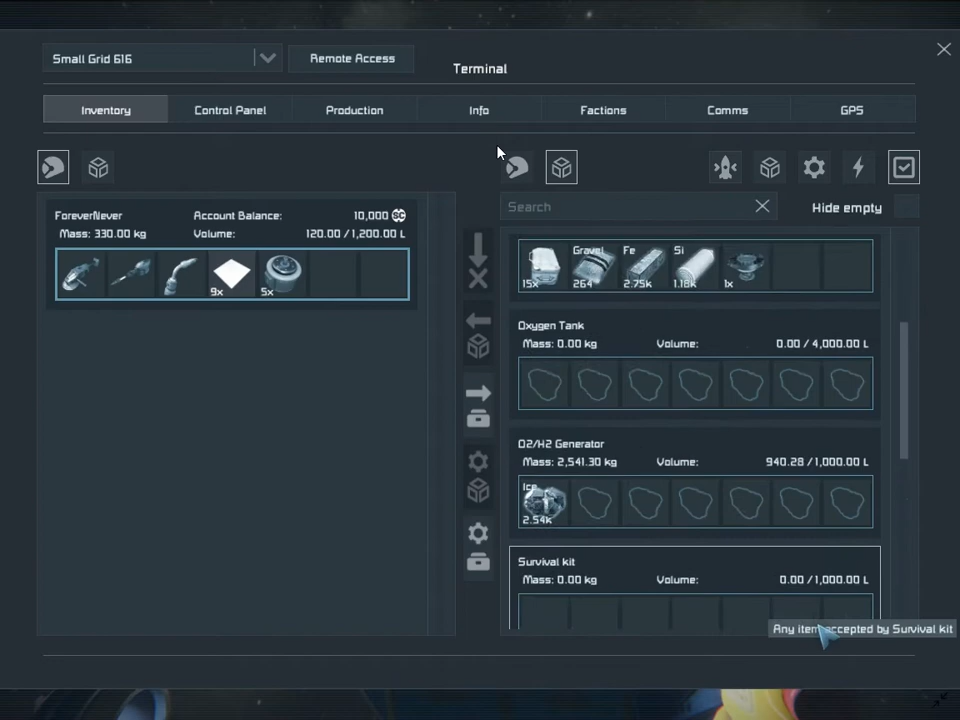 Small Grid 616
Remote Access
Terminal
Inventory
Control Panel
Production
Info
Factions
Comms
GPS
Search
Hide empty
ForeverNever
Account Balance:
10,000 SC
Mass: 330.00 kg
Volume:
120.00 / 1,200.00 L
9x
5x
Gravel
Fe
Si
15x
264
2.75k
1.18k
1x
Oxygen Tank
Mass: 0.00 kg
Volume:
0.00 / 4,000.00 L
O2/H2 Generator
Mass: 2,541.30 kg
Volume:
940.28 / 1,000.00 L
Ice
2.54k
Survival kit
Mass: 0.00 kg
Volume:
0.00 / 1,000.00 L
Any item accepted by Survival kit